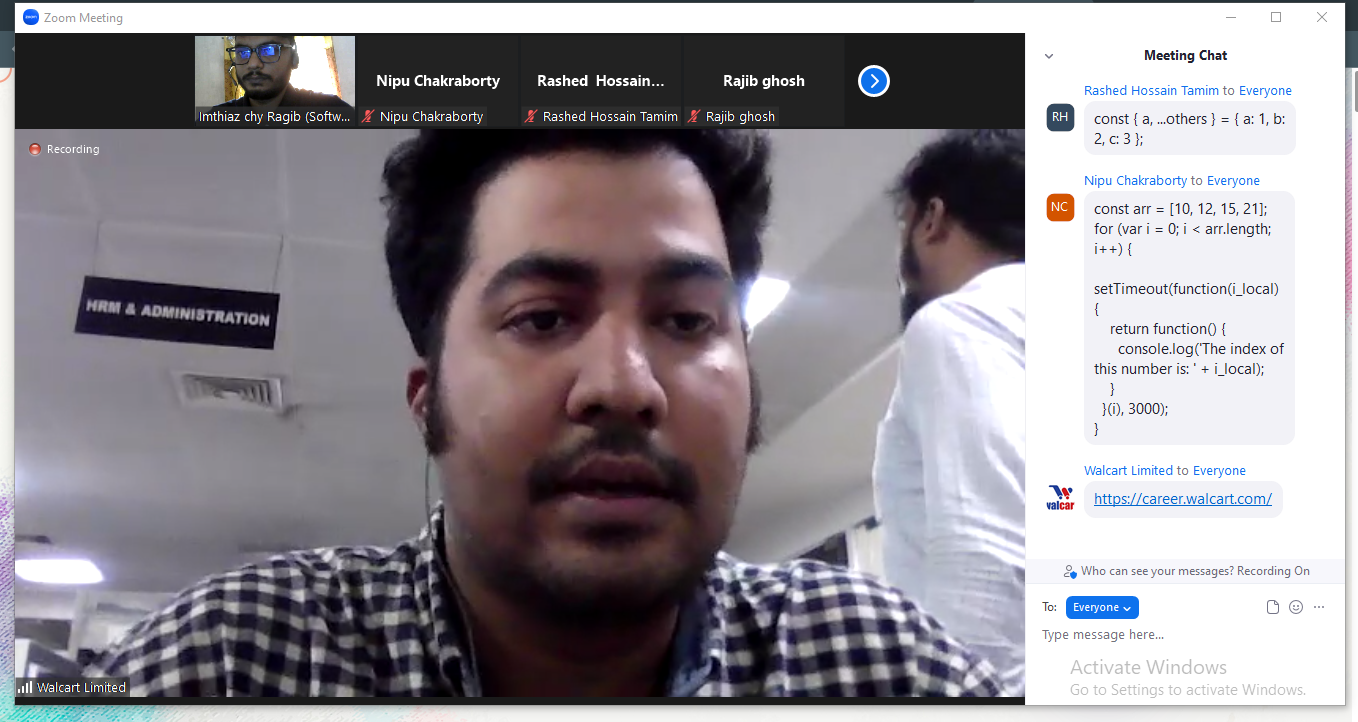 zoom
Zoom Meeting
Imthiaz chy Ragib (Softw...
Nipu Chakraborty
Nipu Chakraborty
Rashed Hossain...
Rashed Hossain Tamim
Rajib ghosh
Rajib ghosh
Recording
HRM & ADMINISTRATION
Walcart Limited
Meeting Chat
Rashed Hossain Tamim to Everyone
RH
const { a, ...others } = { a: 1, b:
2, c: 3 };
Nipu Chakraborty to Everyone
NC
const arr = [10, 12, 15, 21];
for (var i = 0; i < arr.length;
i++) {
setTimeout(function(i_local)
{
return function() {
console.log('The index of
this number is: ' + i_local);
}
}(i), 3000);
}
Walcart Limited to Everyone
walcar
https://career.walcart.com/
Who can see your messages? Recording On
To: Everyone
Type message here...
Activate Windows
Go to Settings to activate Windows.